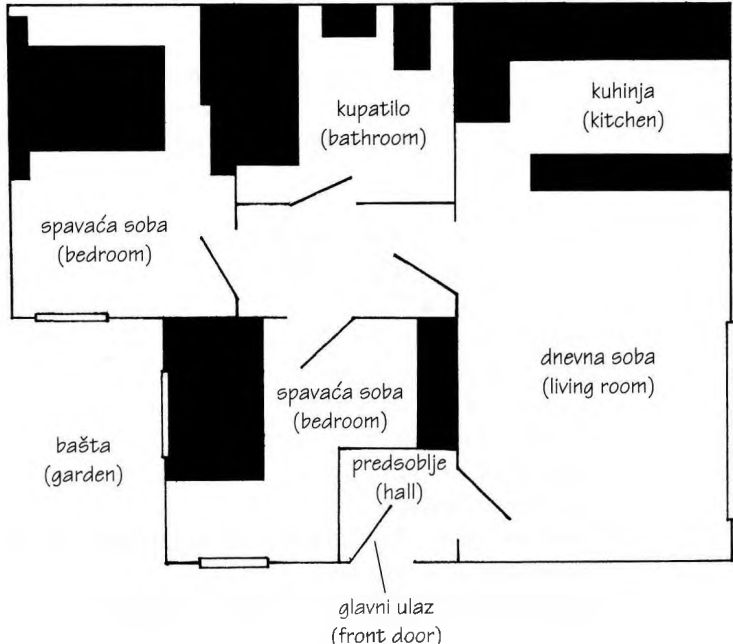 kupatilo
(bathroom)
kuhinja
(kitchen)
spavaća soba
(bedroom)
dnevna soba
(living room)
spavaća soba
(bedroom)
bašta
(garden)
predsoblje
(hall)
glavni ulaz
(front door)